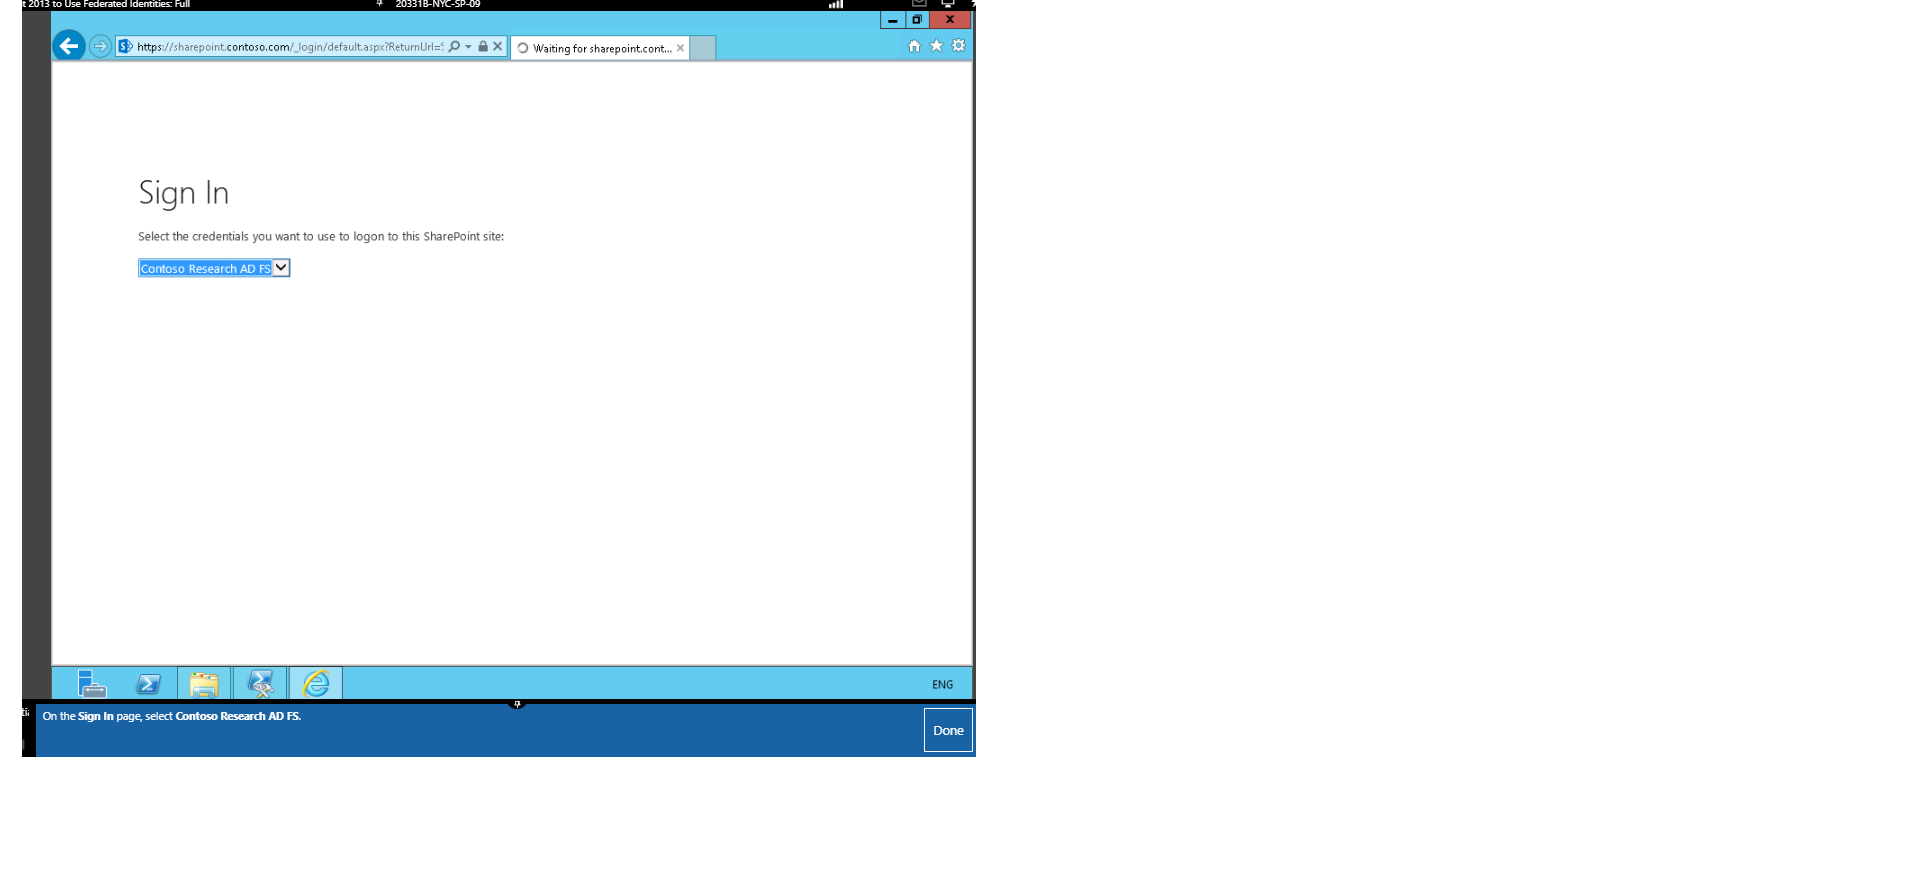 t 2013 to Use Federated Identities: Full
20331B-NYC-SP-09
https://sharepoint.contoso.com/_login/default.aspx?ReturnUrl=
Waiting for sharepoint.cont...
Sign In
Select the credentials you want to use to logon to this SharePoint site:
Contoso Research AD FS
ENG
On the Sign In page, select Contoso Research AD FS.
Done